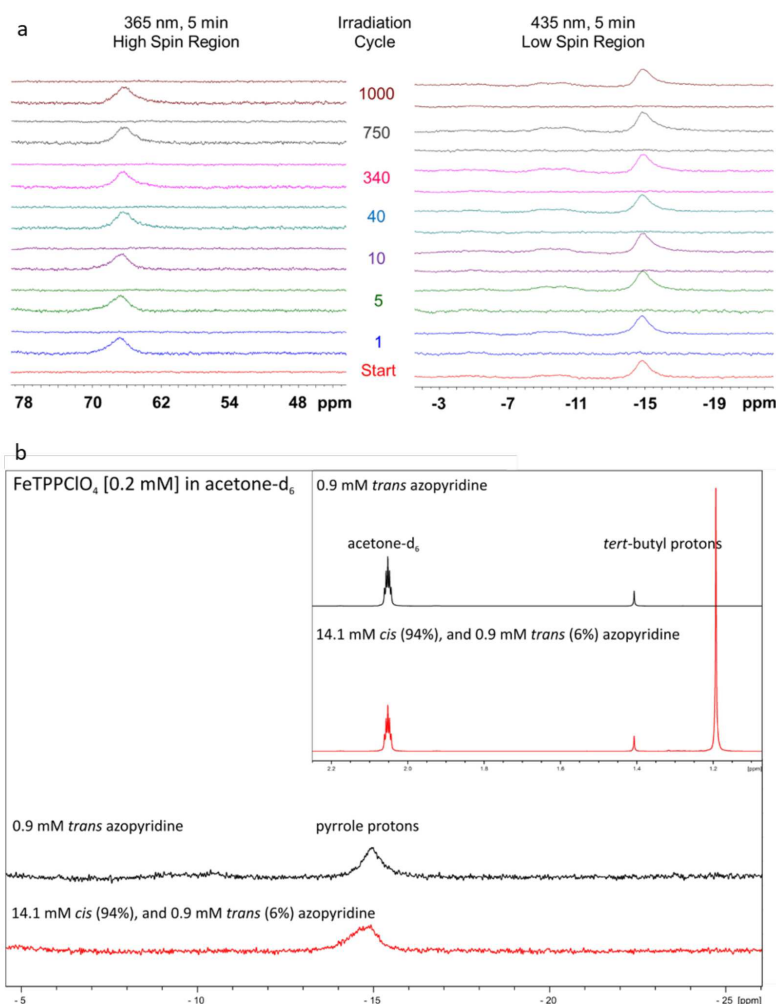 a
365 nm, 5 min
High Spin Region
Irradiation
Cycle
435 nm, 5 min
Low Spin Region
1000
750
340
40
10
5
1
Start
78 70 62 54 48 ppm
-3 -7 -11 -15 -19 ppm
b
FeTPPClO₄ [0.2 mM] in acetone-d₆
0.9 mM trans azopyridine
acetone-d₆
tert-butyl protons
14.1 mM cis (94%), and 0.9 mM trans (6%) azopyridine
2.2 2.0 1.8 1.6 1.4 1.2 [ppm]
0.9 mM trans azopyridine
pyrrole protons
14.1 mM cis (94%), and 0.9 mM trans (6%) azopyridine
- 5 - 10 - 15 - 20 - 25 [ppm]